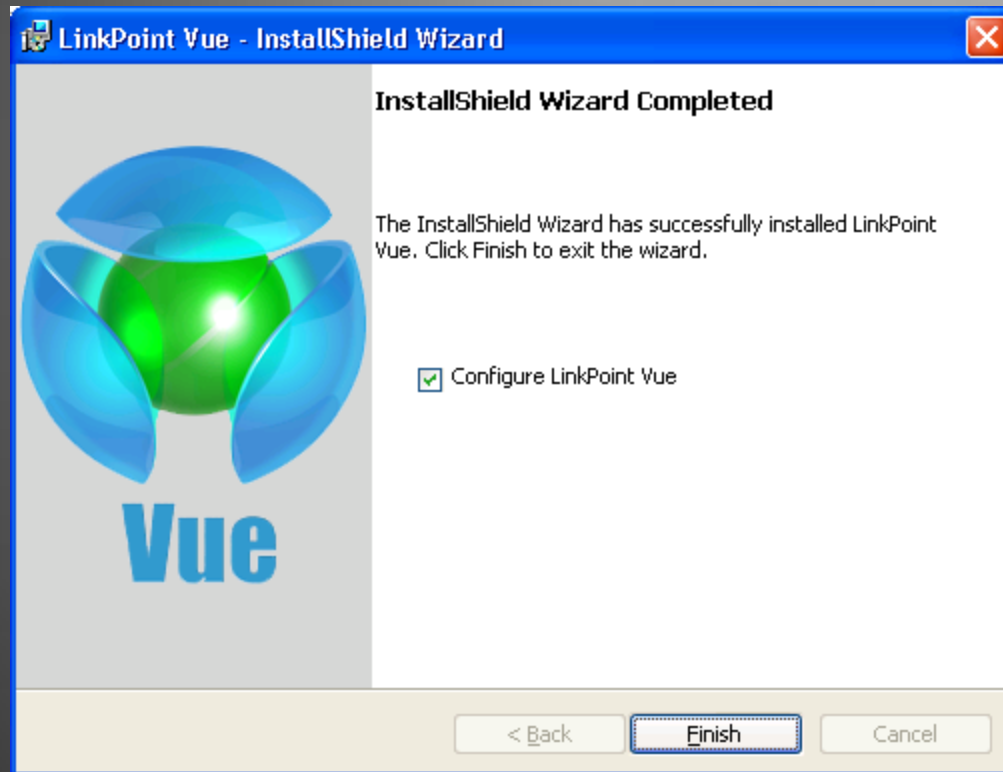 LinkPoint Vue - InstallShield Wizard
InstallShield Wizard Completed
The InstallShield Wizard has successfully installed LinkPoint
Vue. Click Finish to exit the wizard.
Configure LinkPoint Vue
Vue
< Back Finish Cancel